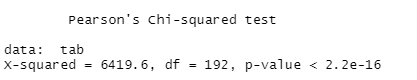 Pearson's Chi-squared test
data: tab
X-squared = 6419.6, df = 192, p-value < 2.2e-16